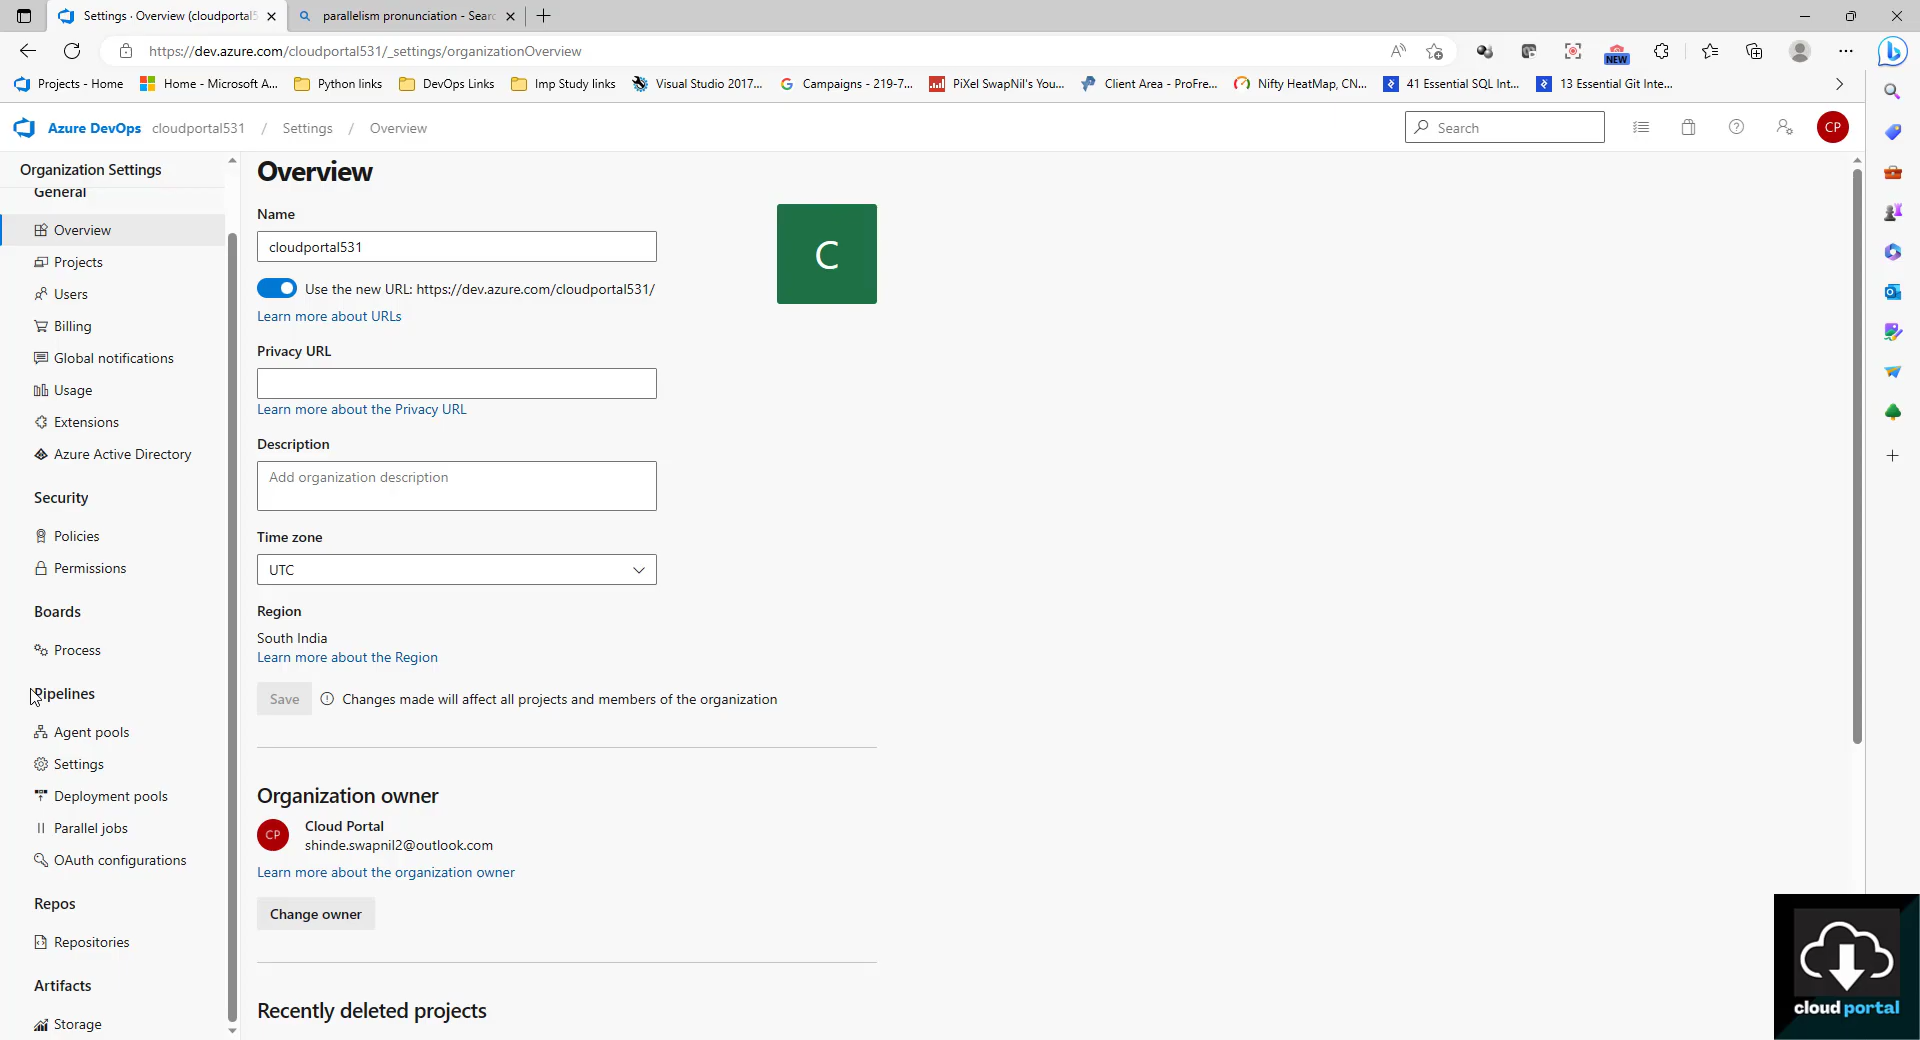 Settings · Overview (cloudportal5
parallelism pronunciation - Sear
https://dev.azure.com/cloudportal531/_settings/organizationOverview
NEW
Projects - Home
Home - Microsoft A...
Python links
DevOps Links
Imp Study links
Visual Studio 2017...
Campaigns - 219-7...
PiXel SwapNil's You...
Client Area - ProFre...
Nifty HeatMap, CN...
41 Essential SQL Int...
13 Essential Git Inte...
Azure DevOps cloudportal531 / Settings / Overview
Search
CP
Organization Settings
General
Overview
Projects
Users
Billing
Global notifications
Usage
Extensions
Azure Active Directory
Security
Policies
Permissions
Boards
Process
Pipelines
Agent pools
Settings
Deployment pools
Parallel jobs
OAuth configurations
Repos
Repositories
Artifacts
Storage
Overview
Name
cloudportal531
C
Use the new URL: https://dev.azure.com/cloudportal531/
Learn more about URLs
Privacy URL
Learn more about the Privacy URL
Description
Add organization description
Time zone
UTC
Region
South India
Learn more about the Region
Save
Changes made will affect all projects and members of the organization
Organization owner
CP
Cloud Portal
shinde.swapnil2@outlook.com
Learn more about the organization owner
Change owner
Recently deleted projects
cloud portal